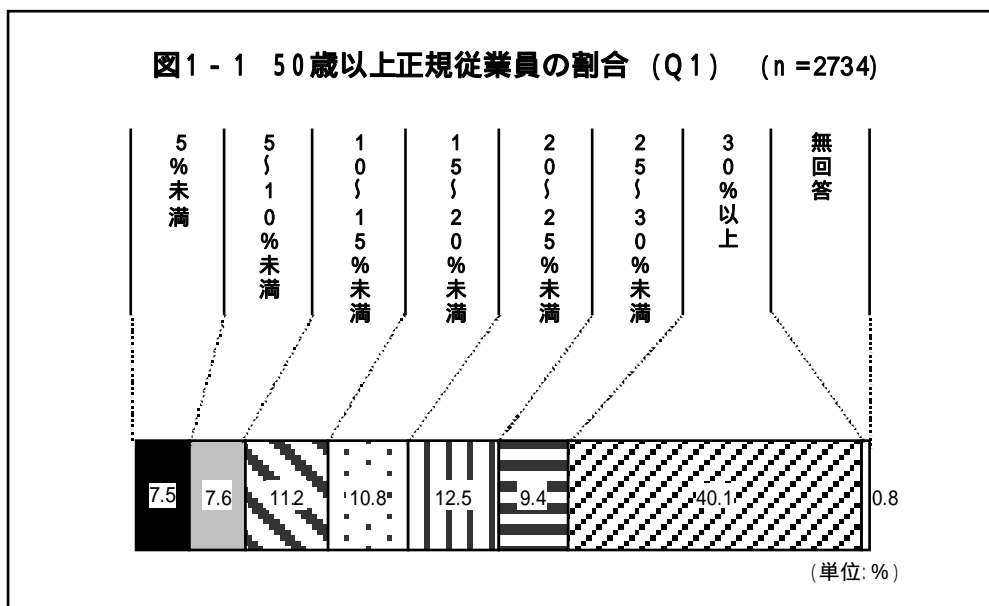 図1-1 50歳以上正規従業員の割合 (Q1) (n=2734)
5%未満
5〜10%未満
10〜15%未満
15〜20%未満
20〜25%未満
25〜30%未満
30%以上
無回答
7.5
7.6
11.2
10.8
12.5
9.4
40.1
0.8
(単位:%)